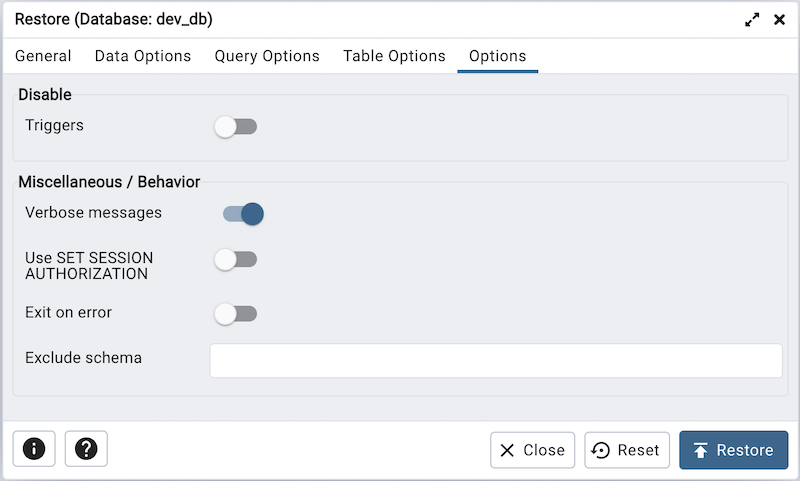 Restore (Database: dev_db)
General Data Options Query Options Table Options Options
Disable
Triggers
Miscellaneous / Behavior
Verbose messages
Use SET SESSION
AUTHORIZATION
Exit on error
Exclude schema
Close Reset Restore